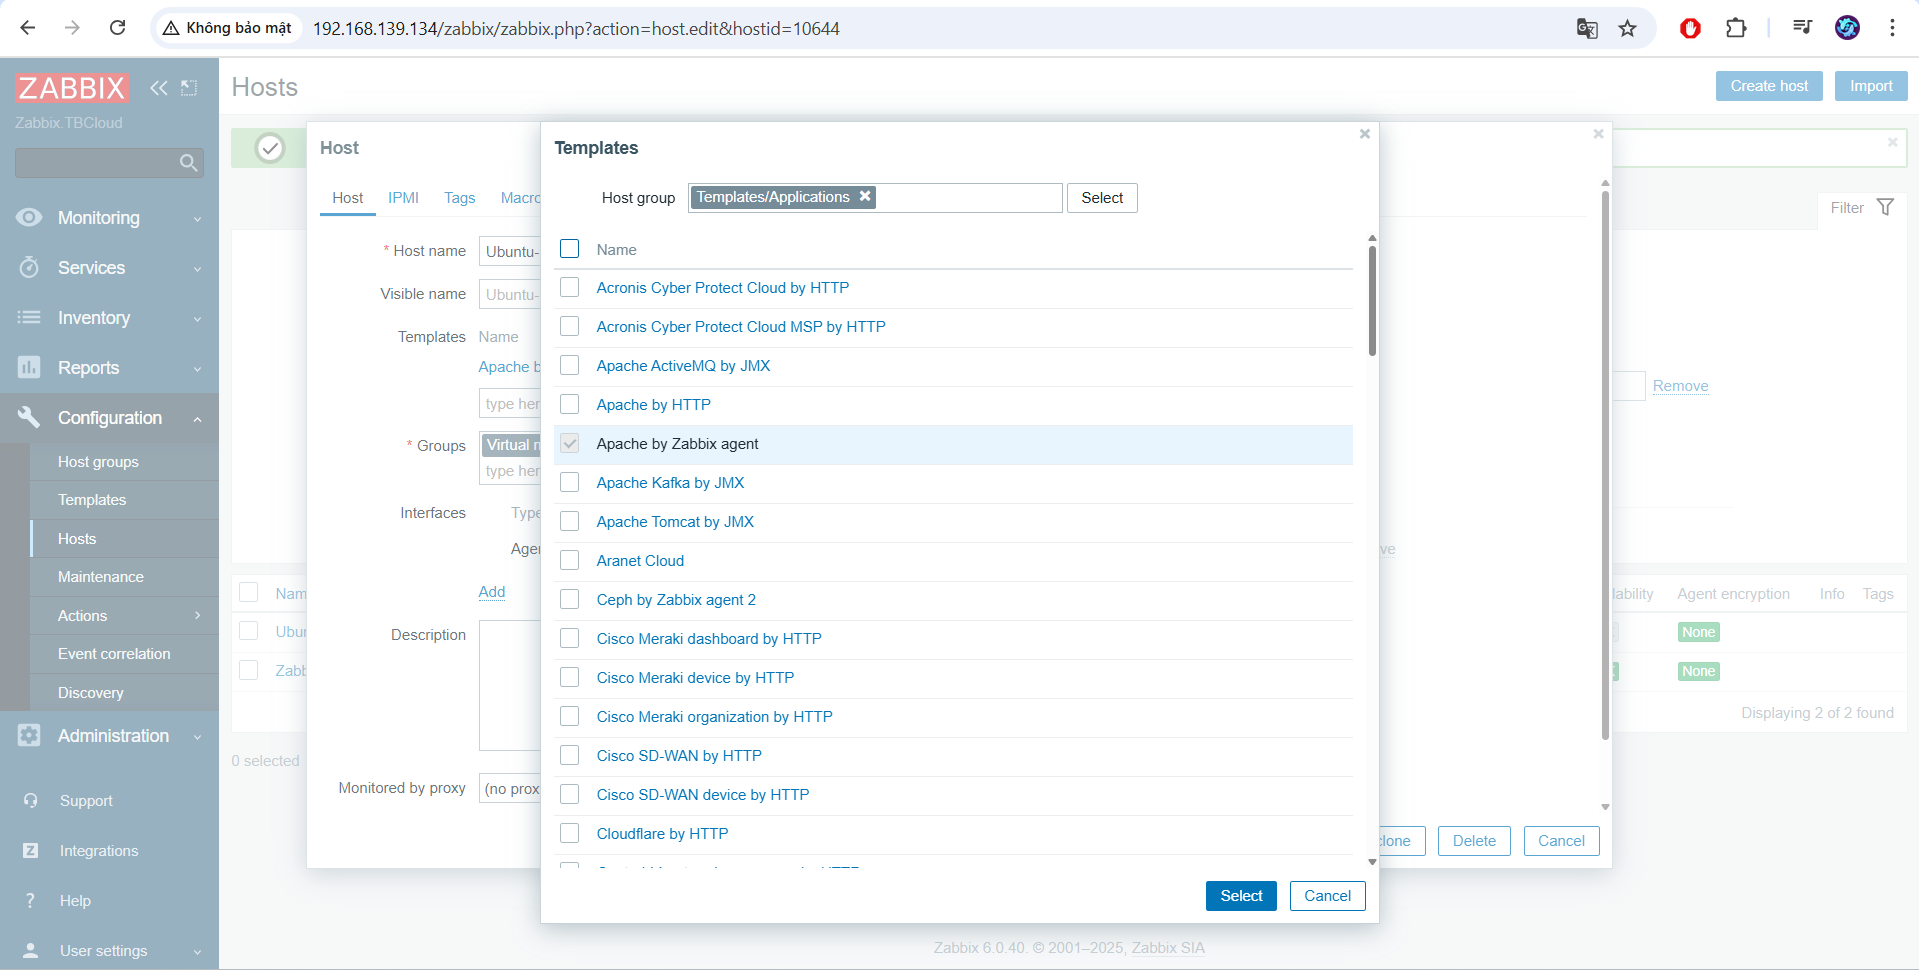 Không bảo mật 192.168.139.134/zabbix/zabbix.php?action=host.edit&hostid=10644
ZABBIX
Zabbix.TBCloud
Monitoring
Services
Inventory
Reports
Configuration
Host groups
Templates
Hosts
Maintenance
Actions
Event correlation
Discovery
Administration
Support
Integrations
Help
User settings
Hosts
Create host Import
Filter
Remove
Host
Host IPMI Tags Macro
* Host name Ubuntu-
Visible name Ubuntu-
Templates Name
Apache b
type her
* Groups Virtual
type her
Interfaces Type
Agen
Add
Description
Monitored by proxy (no prox
clone Delete Cancel
Templates
Host group Templates/Applications Select
Name
Acronis Cyber Protect Cloud by HTTP
Acronis Cyber Protect Cloud MSP by HTTP
Apache ActiveMQ by JMX
Apache by HTTP
Apache by Zabbix agent
Apache Kafka by JMX
Apache Tomcat by JMX
Aranet Cloud
Ceph by Zabbix agent 2
Cisco Meraki dashboard by HTTP
Cisco Meraki device by HTTP
Cisco Meraki organization by HTTP
Cisco SD-WAN by HTTP
Cisco SD-WAN device by HTTP
Cloudflare by HTTP
Select Cancel
Nam lability Agent encryption Info Tags
Ubu None
Zabb None
Displaying 2 of 2 found
0 selected
Zabbix 6.0.40. © 2001–2025, Zabbix SIA